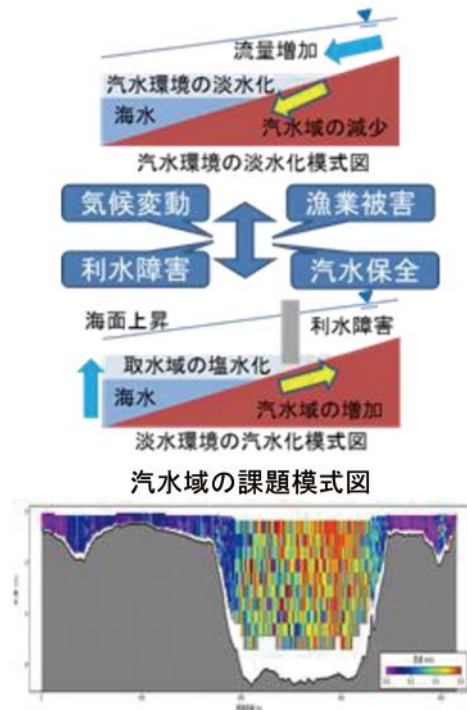 流量増加
汽水環境の淡水化
海水
汽水域の減少
汽水環境の淡水化模式図
気候変動
漁業被害
利水障害
汽水保全
海面上昇
利水障害
取水域の塩水化
海水
汽水域の増加
淡水環境の汽水化模式図
汽水域の課題模式図